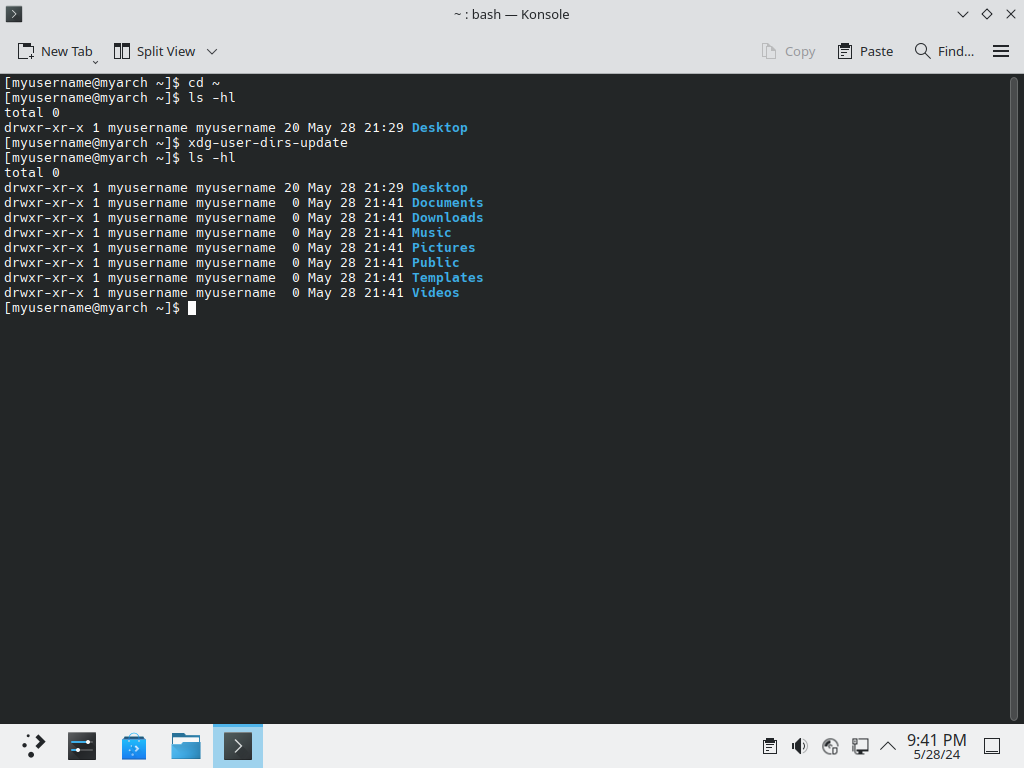 ~ : bash — Konsole
New Tab Split View Copy Paste Find...
[myusername@myarch ~]$ cd ~
[myusername@myarch ~]$ ls -hl
total 0
drwxr-xr-x 1 myusername myusername 20 May 28 21:29 Desktop
[myusername@myarch ~]$ xdg-user-dirs-update
[myusername@myarch ~]$ ls -hl
total 0
drwxr-xr-x 1 myusername myusername 20 May 28 21:29 Desktop
drwxr-xr-x 1 myusername myusername  0 May 28 21:41 Documents
drwxr-xr-x 1 myusername myusername  0 May 28 21:41 Downloads
drwxr-xr-x 1 myusername myusername  0 May 28 21:41 Music
drwxr-xr-x 1 myusername myusername  0 May 28 21:41 Pictures
drwxr-xr-x 1 myusername myusername  0 May 28 21:41 Public
drwxr-xr-x 1 myusername myusername  0 May 28 21:41 Templates
drwxr-xr-x 1 myusername myusername  0 May 28 21:41 Videos
[myusername@myarch ~]$
9:41 PM
5/28/24